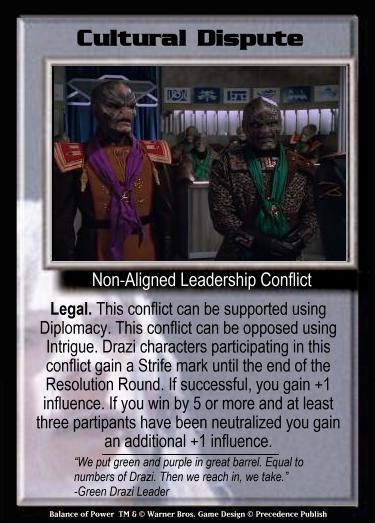 Cultural Dispute
Non-Aligned Leadership Conflict
Legal. This conflict can be supported using
Diplomacy. This conflict can be opposed using
Intrigue. Drazi characters participating in this
conflict gain a Strife mark until the end of the
Resolution Round. If successful, you gain +1
influence. If you win by 5 or more and at least
three partipants have been neutralized you gain
an additional +1 influence.
“We put green and purple in great barrel. Equal to
numbers of Drazi. Then we reach in, we take.”
-Green Drazi Leader
Balance of Power TM & © Warner Bros. Game Design © Precedence Publish